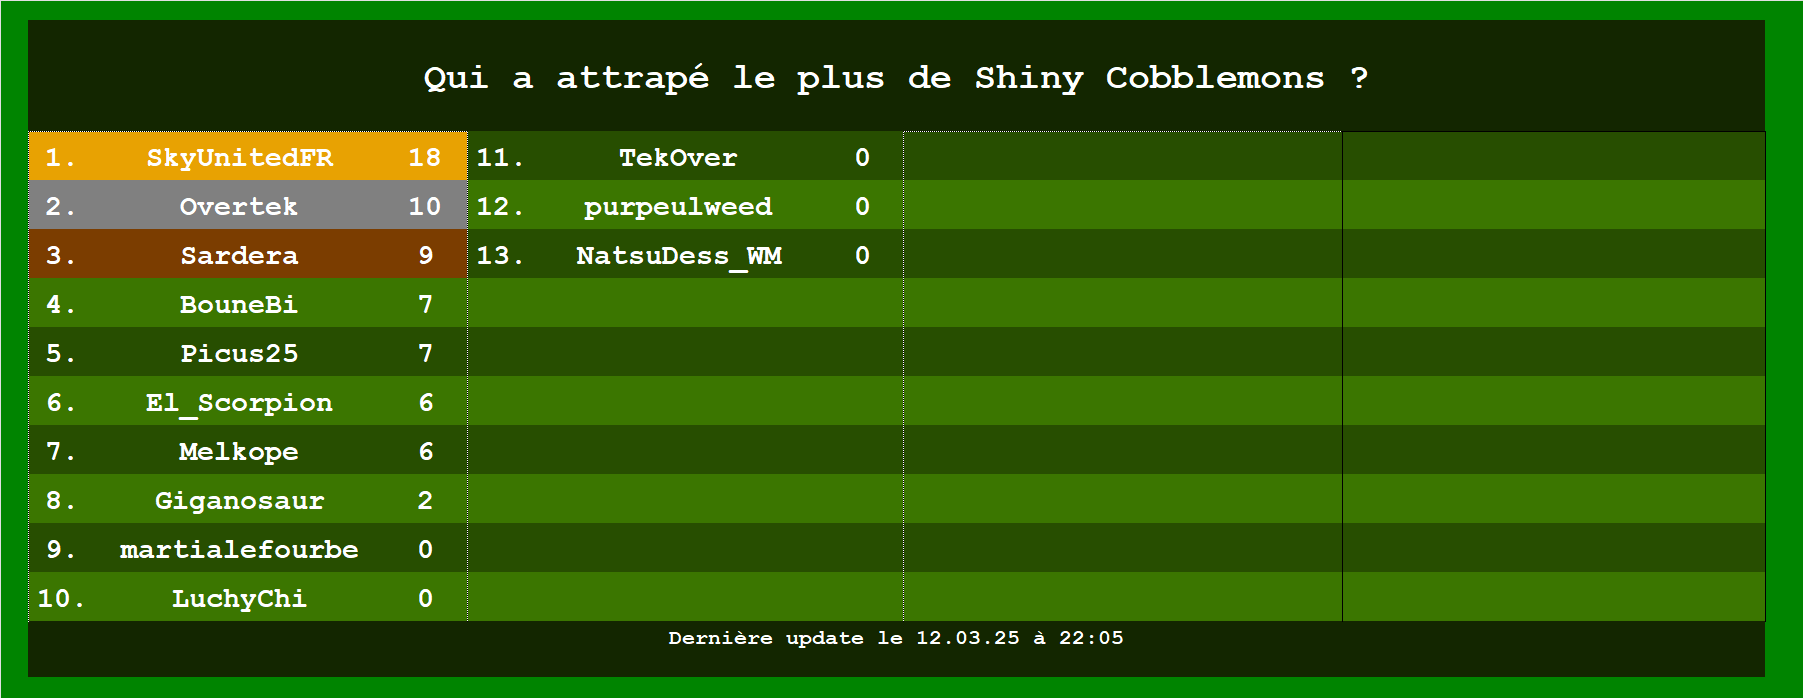 Qui a attrapé le plus de Shiny Cobblemons ?
1. SkyUnitedFR 18
2. Overtek 10
3. Sardera 9
4. BouneBi 7
5. Picus25 7
6. El_Scorpion 6
7. Melkope 6
8. Giganosaur 2
9. martialefourbe 0
10. LuchyChi 0
11. TekOver 0
12. purpeulweed 0
13. NatsuDess_WM 0
Dernière update le 12.03.25 à 22:05